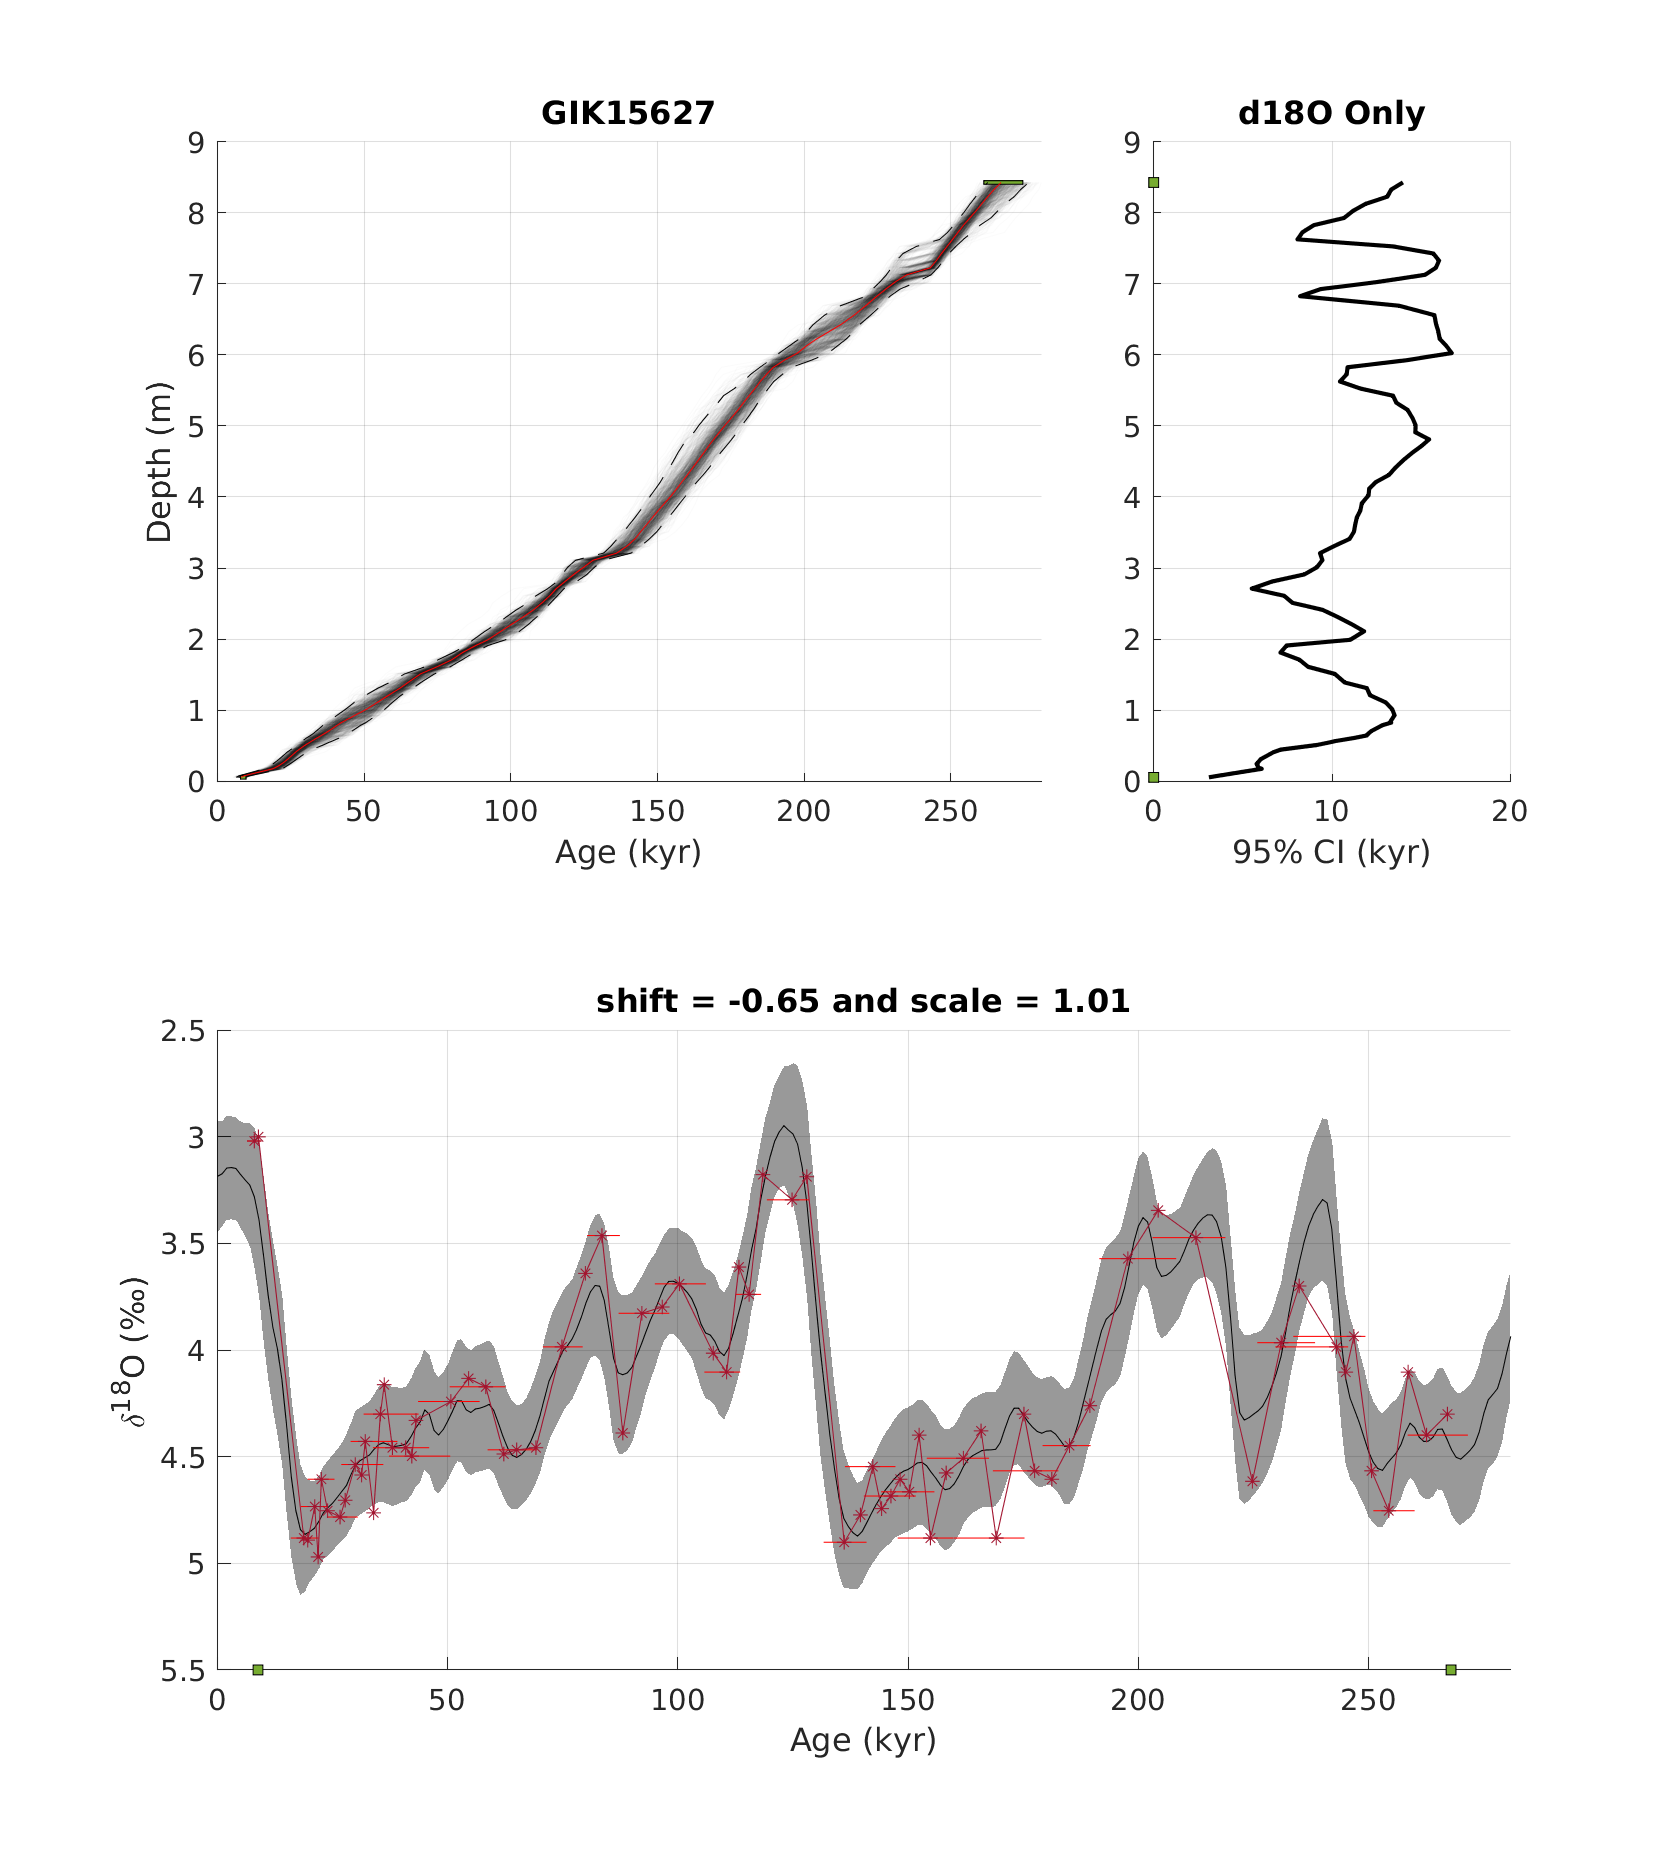 GIK15627
d18O Only
9
8
7
6
5
4
3
2
1
0
Depth (m)
0 50 100 150 200 250
Age (kyr)
9
8
7
6
5
4
3
2
1
0
0 10 20
95% CI (kyr)
shift = -0.65 and scale = 1.01
2.5
3
3.5
4
4.5
5
5.5
δ18O (‰)
0 50 100 150 200 250
Age (kyr)